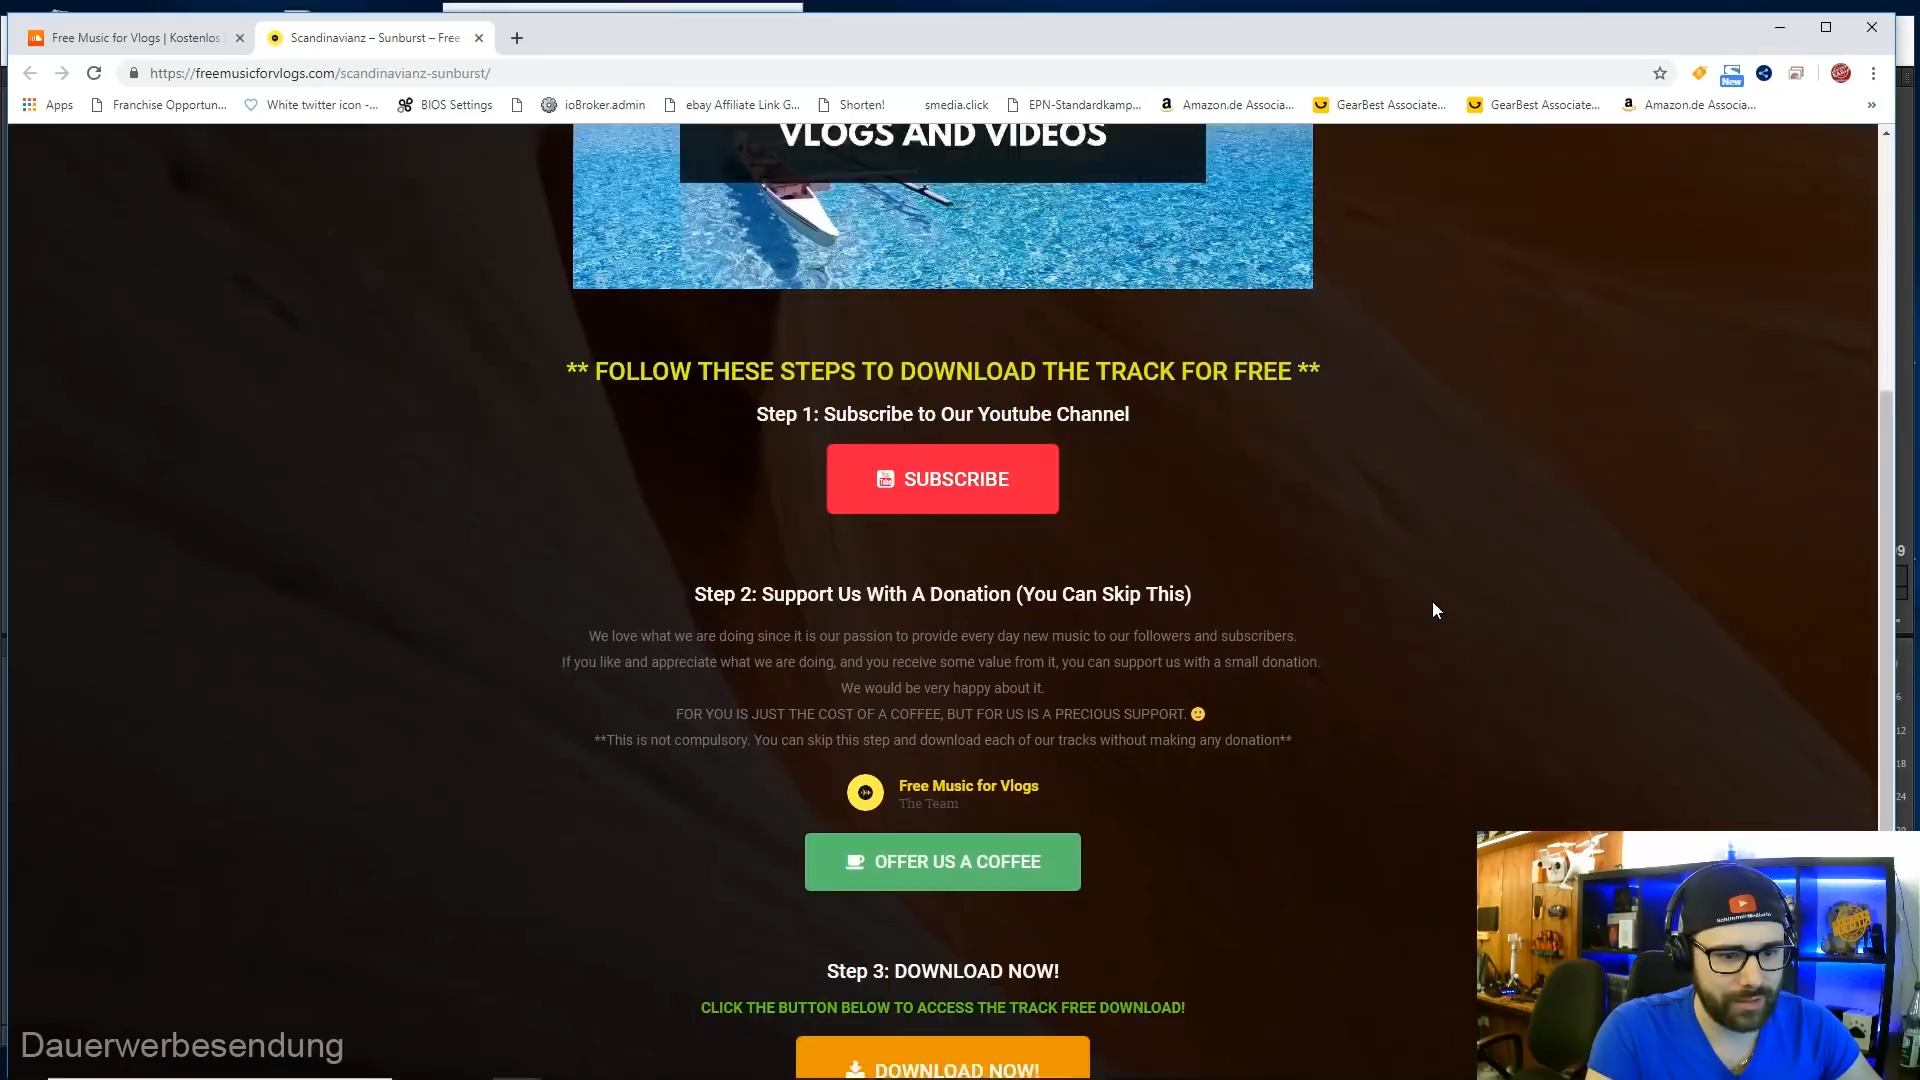 Free Music for Vlogs | Kostenlos
Scandinavianz – Sunburst – Free
https://freemusicforvlogs.com/scandinavianz-sunburst/
New
Apps
Franchise Opportun...
White twitter icon -...
BIOS Settings
ioBroker.admin
ebay Affiliate Link G...
Shorten!
smedia.click
EPN-Standardkamp...
Amazon.de Associa...
GearBest Associate...
GearBest Associate...
Amazon.de Associa...
VLOGS AND VIDEOS
** FOLLOW THESE STEPS TO DOWNLOAD THE TRACK FOR FREE **
Step 1: Subscribe to Our Youtube Channel
SUBSCRIBE
Step 2: Support Us With A Donation (You Can Skip This)
We love what we are doing since it is our passion to provide every day new music to our followers and subscribers.
If you like and appreciate what we are doing, and you receive some value from it, you can support us with a small donation.
We would be very happy about it.
FOR YOU IS JUST THE COST OF A COFFEE, BUT FOR US IS A PRECIOUS SUPPORT. 🙂
**This is not compulsory. You can skip this step and download each of our tracks without making any donation**
Free Music for Vlogs
The Team
OFFER US A COFFEE
Step 3: DOWNLOAD NOW!
CLICK THE BUTTON BELOW TO ACCESS THE TRACK FREE DOWNLOAD!
DOWNLOAD NOW!
Dauerwerbesendung
12
18
24